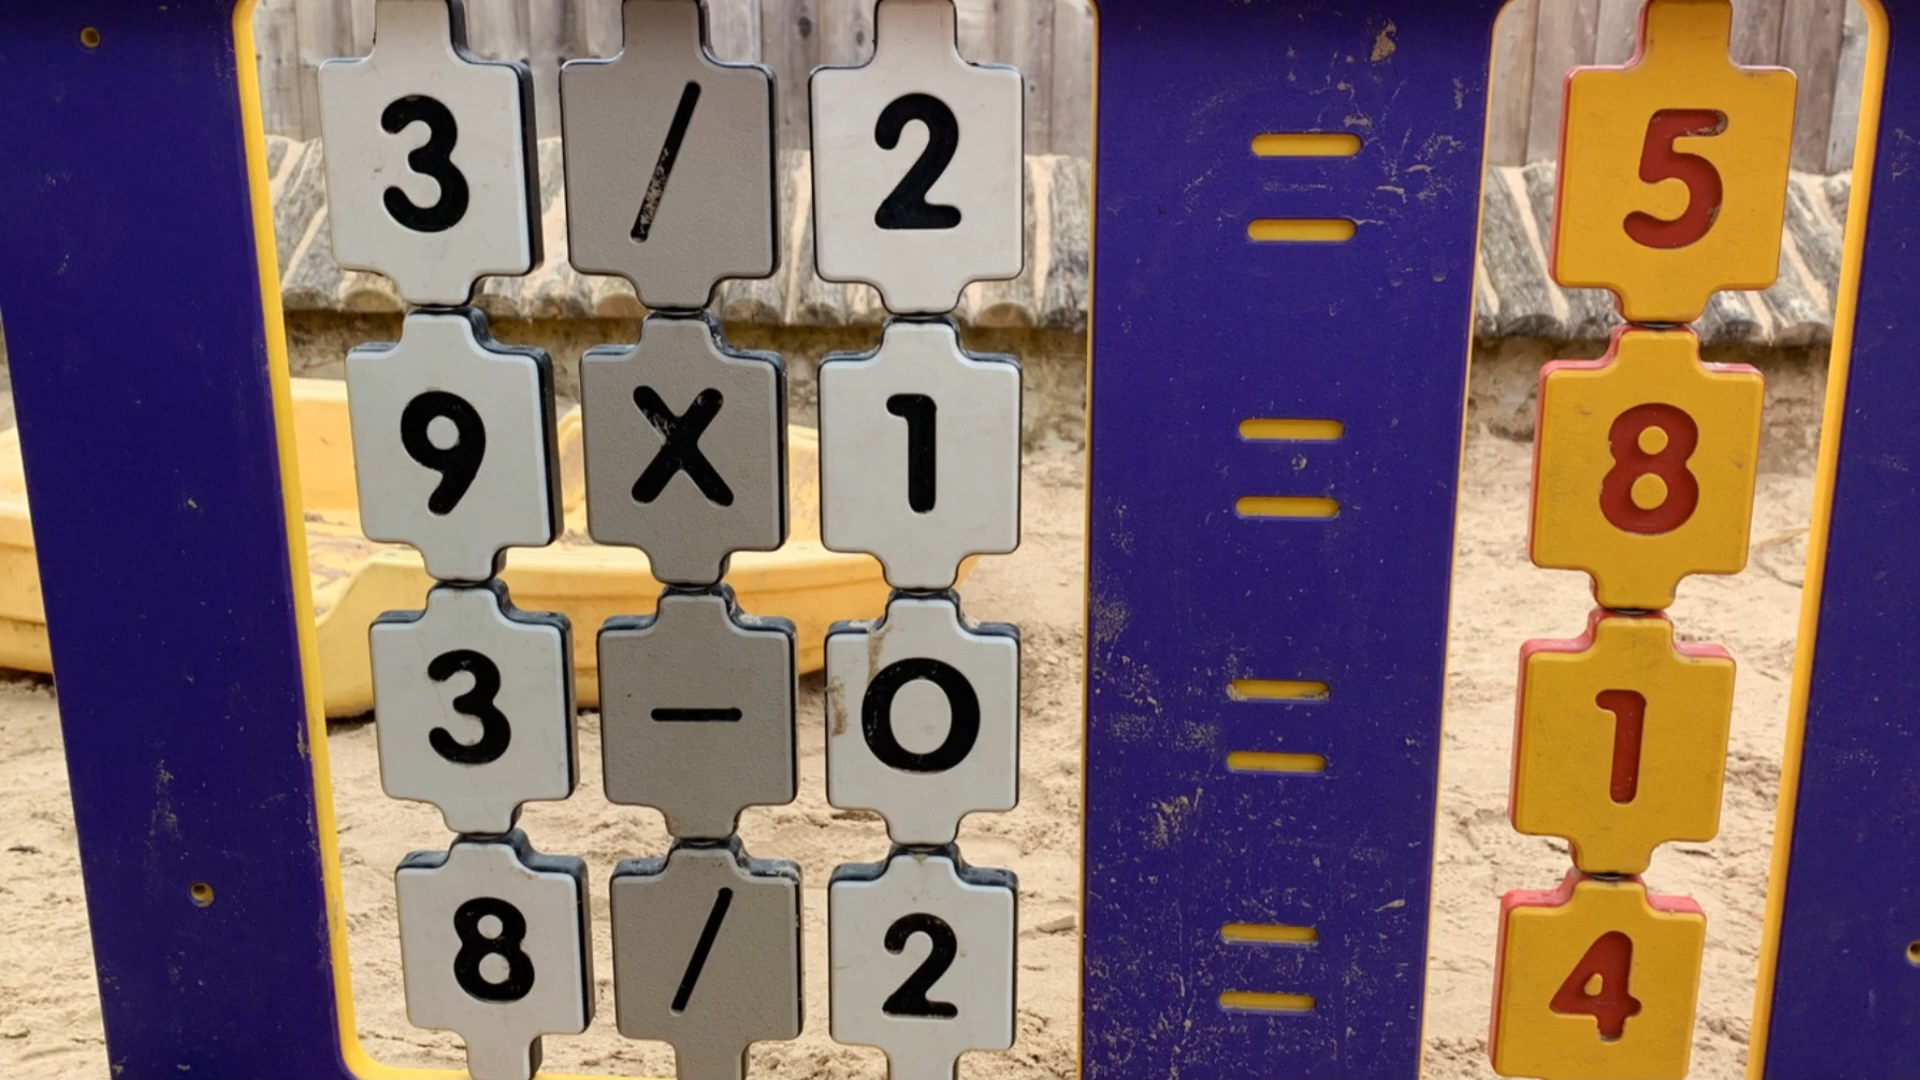 3 / 2 = 5
9 X 1 = 8
3 - 0 = 1
8 / 2 = 4